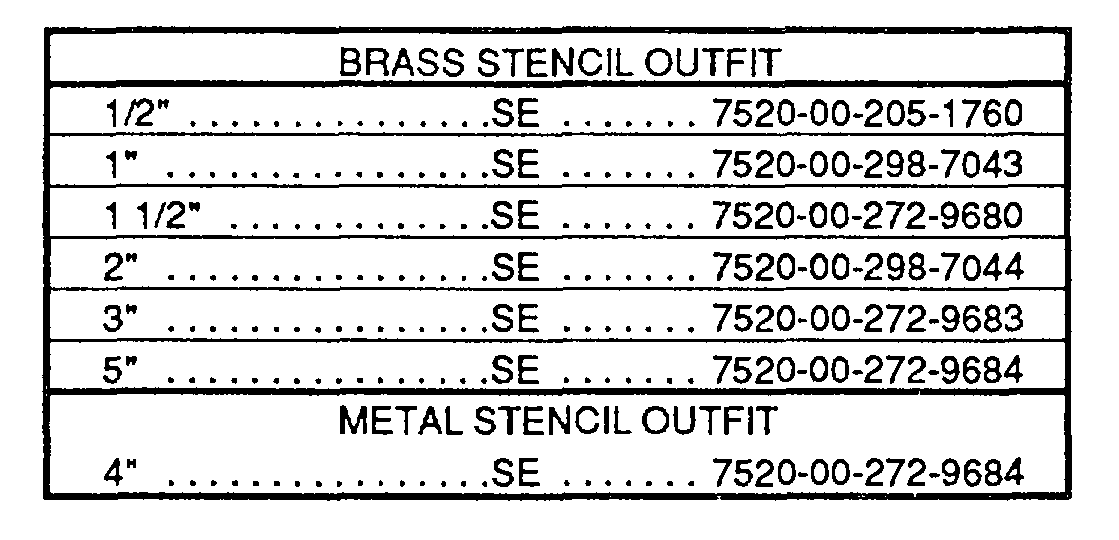 BRASS STENCIL OUTFIT
1/2" ...............SE ....... 7520-00-205-1760
1" ................SE ....... 7520-00-298-7043
1 1/2" .............SE ....... 7520-00-272-9680
2" ................SE ....... 7520-00-298-7044
3" ................SE ....... 7520-00-272-9683
5" ................SE ....... 7520-00-272-9684
METAL STENCIL OUTFIT
4" ................SE ....... 7520-00-272-9684